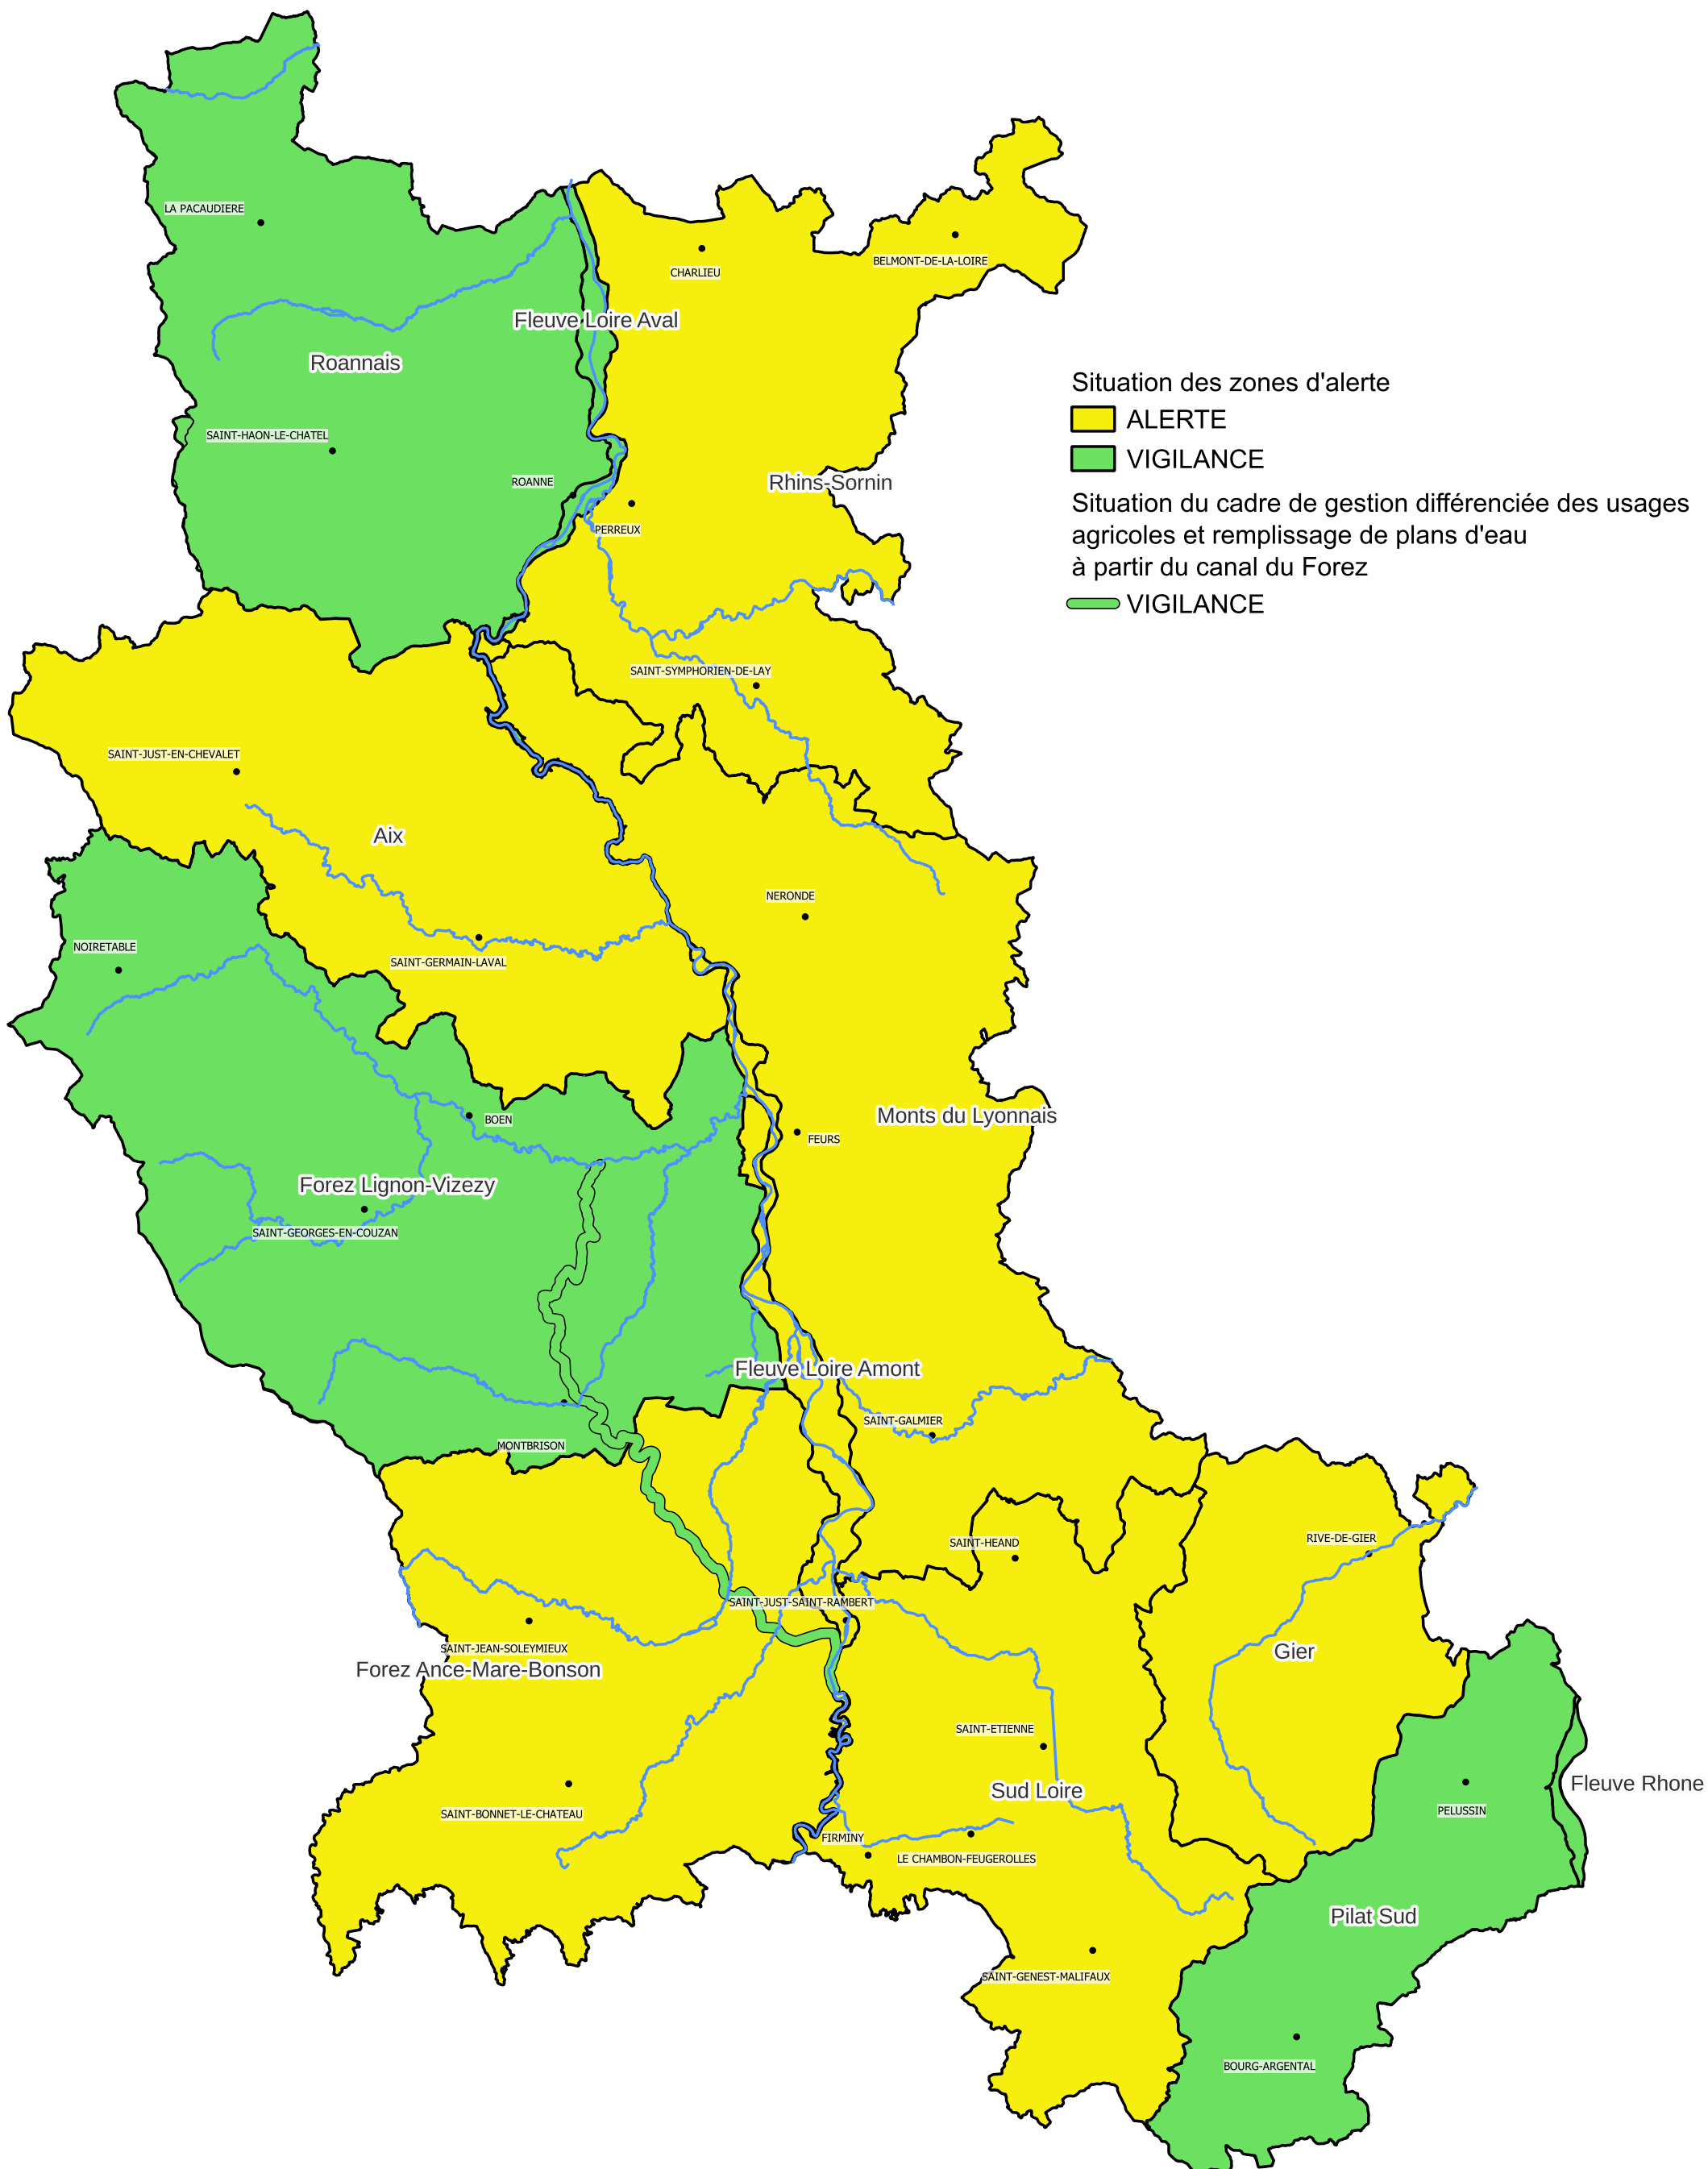 LA PACAUDIERE
CHARLIEU
BELMONT-DE-LA-LOIRE
Fleuve Loire Aval
Roannais
SAINT-HAON-LE-CHATEL
ROANNE
Rhins-Sornin
PERREUX
Situation des zones d'alerte
ALERTE
VIGILANCE
Situation du cadre de gestion différenciée des usages
agricoles et remplissage de plans d'eau
à partir du canal du Forez
VIGILANCE
SAINT-SYMPHORIEN-DE-LAY
SAINT-JUST-EN-CHEVALET
Aix
NERONDE
NOIRETABLE
SAINT-GERMAIN-LAVAL
Monts du Lyonnais
BOEN
FEURS
Forez Lignon-Vizezy
SAINT-GEORGES-EN-COUZAN
Fleuve Loire Amont
SAINT-GALMIER
MONTBRISON
SAINT-HEAND
RIVE-DE-GIER
SAINT-JUST-SAINT-RAMBERT
SAINT-JEAN-SOLEYMIEUX
Gier
Forez Ance-Mare-Bonson
SAINT-ETIENNE
Sud Loire
Fleuve Rhone
PELUSSIN
SAINT-BONNET-LE-CHATEAU
FIRMINY
LE CHAMBON-FEUGEROLLES
Pilat Sud
SAINT-GENEST-MALIFAUX
BOURG-ARGENTAL